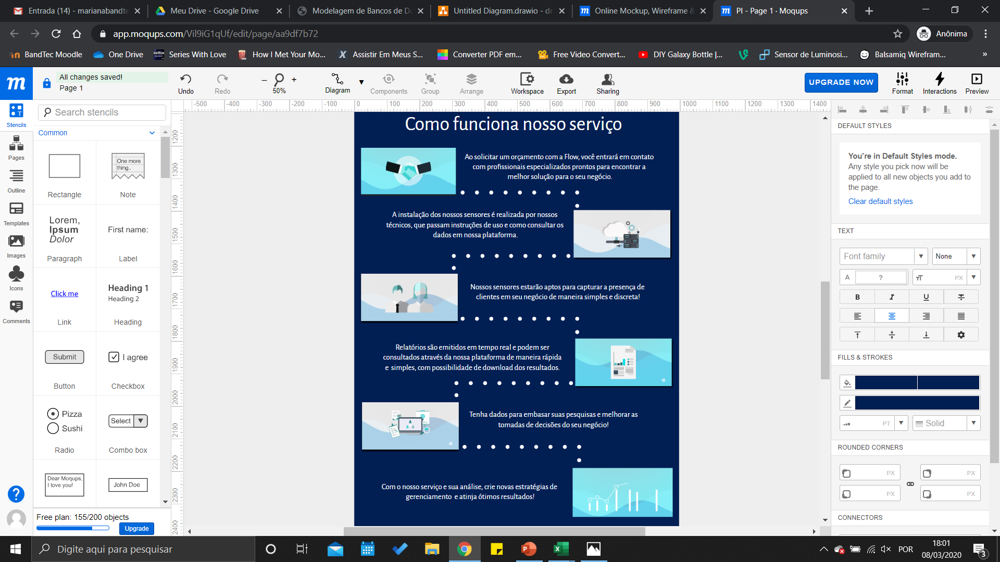 Entrada (14) - marianabandte
Meu Drive - Google Drive
Modelagem de Bancos de Da
Untitled Diagram.drawio - dr
Online Mockup, Wireframe &
PI - Page 1 · Moqups
app.moqups.com/Vil9iG1qUf/edit/page/aa9df7b72
Anônima
BandTec Moodle
One Drive
Series With Love
How I Met Your Mo...
Assistir Em Meus S...
Converter PDF em...
Free Video Convert...
DIY Galaxy Bottle |...
Sensor de Luminosi...
Balsamiq Wirefram...
»
All changes saved!
Page 1
Undo
Redo
50%
Diagram
Components
Group
Arrange
Workspace
Export
Sharing
UPGRADE NOW
Format
Interactions
Preview
Stencils
Pages
Outline
Templates
Images
Icons
Comments
Search stencils
Common
One more
thing..
Rectangle
Note
Lorem,
Ipsum
Dolor
First name:
Paragraph
Label
Click me
Heading 1
Heading 2
Link
Heading
Submit
I agree
Button
Checkbox
Pizza
Sushi
Select
Radio
Combo box
Dear Moqups,
I love you!
John Doe
Free plan: 155/200 objects
Upgrade
-500 -400 -300 -200 -100 0 100 200 300 400 500 600 700 800 900 1000 1100 1200 1300 1400
1200
1300
1400
1500
1600
1700
1800
1900
2000
2100
2200
2300
2400
Como funciona nosso serviço
Ao solicitar um orçamento com a Flow, você entrará em contato
com profissionais especializados prontos para encontrar a
melhor solução para o seu negócio.
A instalação dos nossos sensores é realizada por nossos
técnicos, que passam instruções de uso e como consultar os
dados em nossa plataforma.
Nossos sensores estarão aptos para capturar a presença de
clientes em seu negócio de maneira simples e discreta!
Relatórios são emitidos em tempo real e podem ser
consultados através da nossa plataforma de maneira rápida
e simples, com possibilidade de download dos resultados.
Tenha dados para embasar suas pesquisas e melhorar as
tomadas de decisões do seu negócio!
Com o nosso serviço e sua análise, crie novas estratégias de
gerenciamento e atinja ótimos resultados!
DEFAULT STYLES
You're in Default Styles mode.
Any style you pick now will be
applied to all new objects you add to
the page.
Clear default styles
TEXT
Font family
None
A
?
PX
B I U
FILLS & STROKES
PT
Solid
ROUNDED CORNERS
PX
PX
PX
PX
CONNECTORS
Digite aqui para pesquisar
POR
18:01
08/03/2020
3